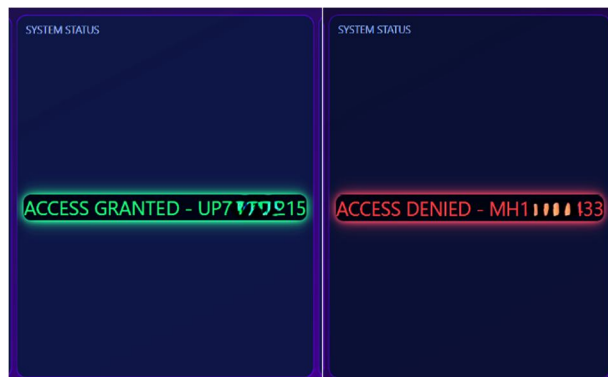 SYSTEM STATUS
ACCESS GRANTED -
SYSTEM STATUS
ACCESS DENIED -